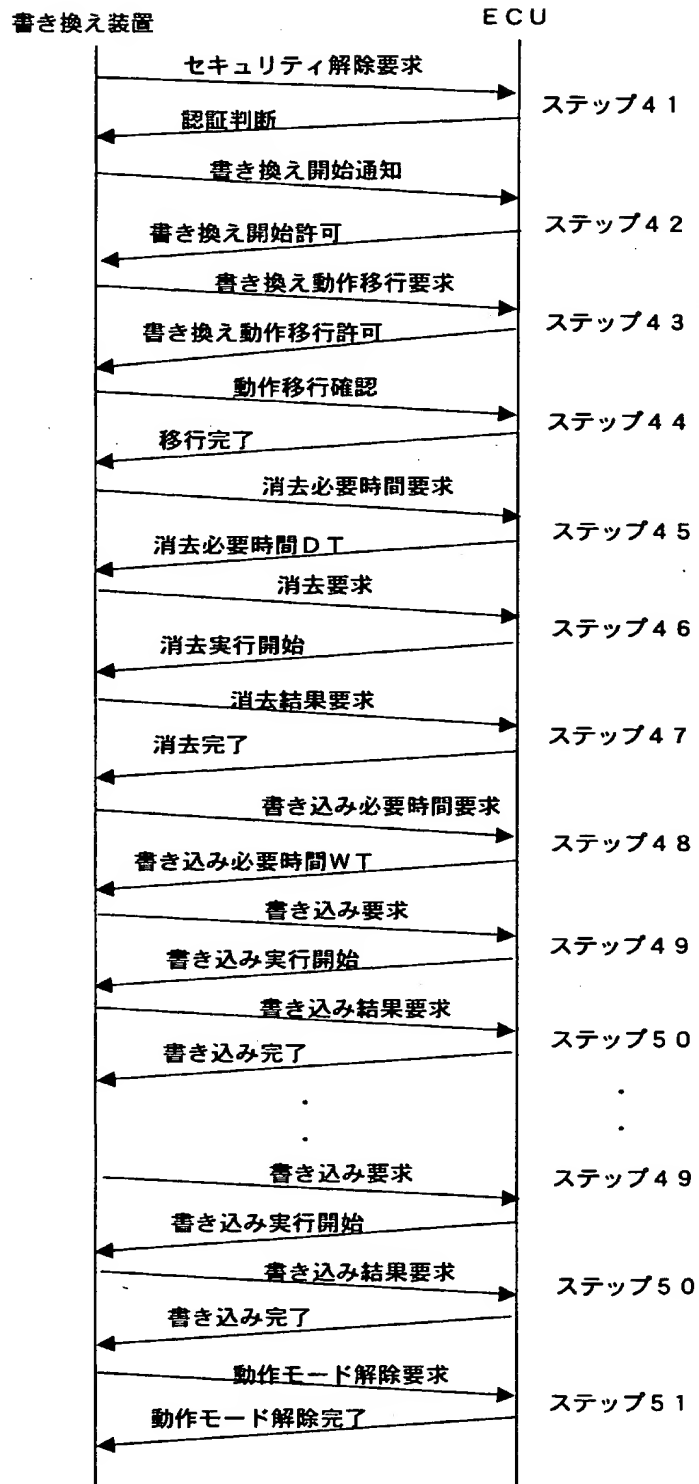 書き換え装置
ＥＣＵ
セキュリティ解除要求
ステップ４１
認証判断
書き換え開始通知
書き換え開始許可
ステップ４２
書き換え動作移行要求
書き換え動作移行許可
ステップ４３
動作移行確認
移行完了
ステップ４４
消去必要時間要求
消去必要時間ＤＴ
ステップ４５
消去要求
消去実行開始
ステップ４６
消去結果要求
消去完了
ステップ４７
書き込み必要時間要求
書き込み必要時間ＷＴ
ステップ４８
書き込み要求
書き込み実行開始
ステップ４９
書き込み結果要求
書き込み完了
ステップ５０
書き込み要求
ステップ４９
書き込み実行開始
書き込み結果要求
ステップ５０
書き込み完了
動作モード解除要求
動作モード解除完了
ステップ５１